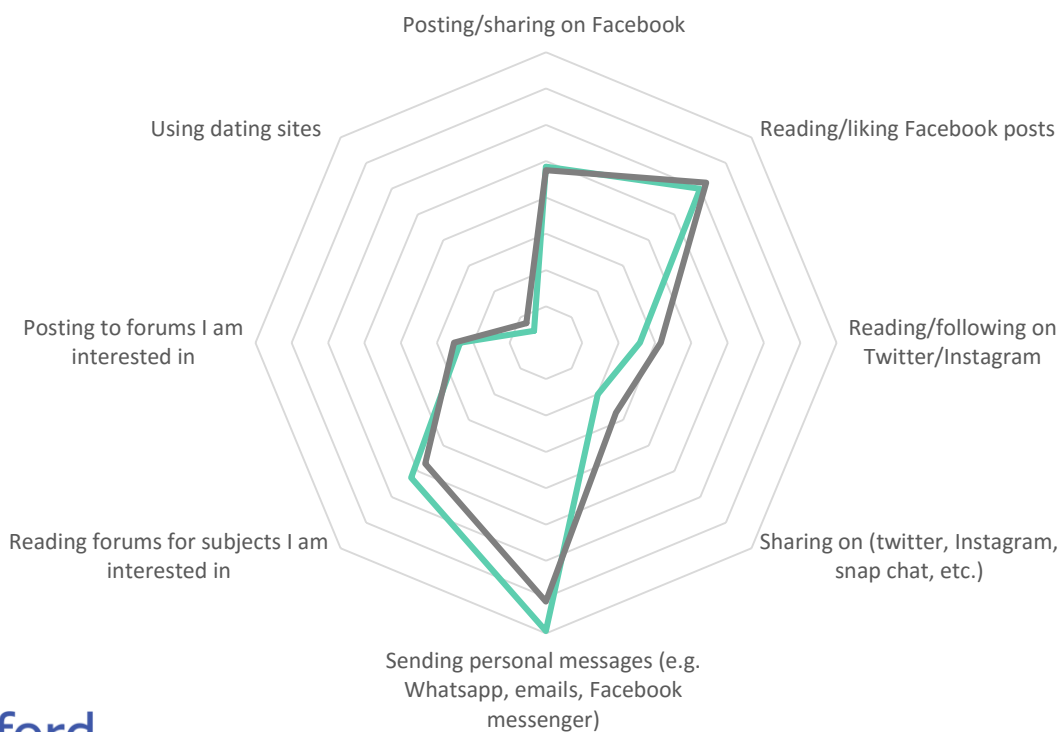 Posting/sharing on Facebook
Using dating sites
Reading/liking Facebook posts
Posting to forums I am
interested in
Reading/following on
Twitter/Instagram
Reading forums for subjects I am
interested in
Sharing on (twitter, Instagram,
snap chat, etc.)
Sending personal messages (e.g.
Whatsapp, emails, Facebook
messenger)